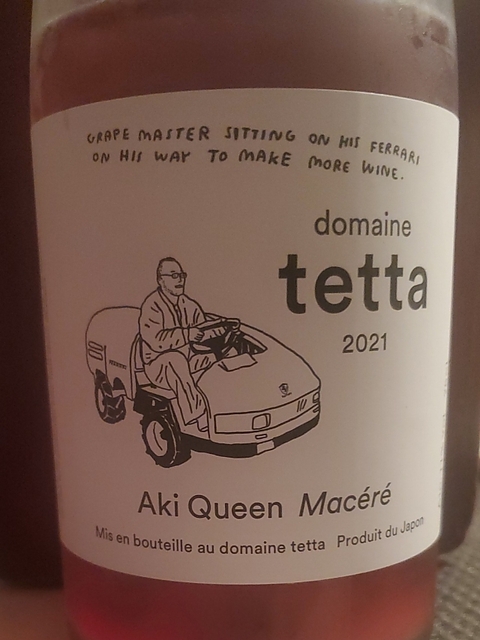 GRAPE MASTER SITTING ON HIS FERRARI
ON HIS WAY TO MAKE MORE WINE.
domaine
tetta
2021
Aki Queen Macéré
Mis en bouteille au domaine tetta Produit du Japon